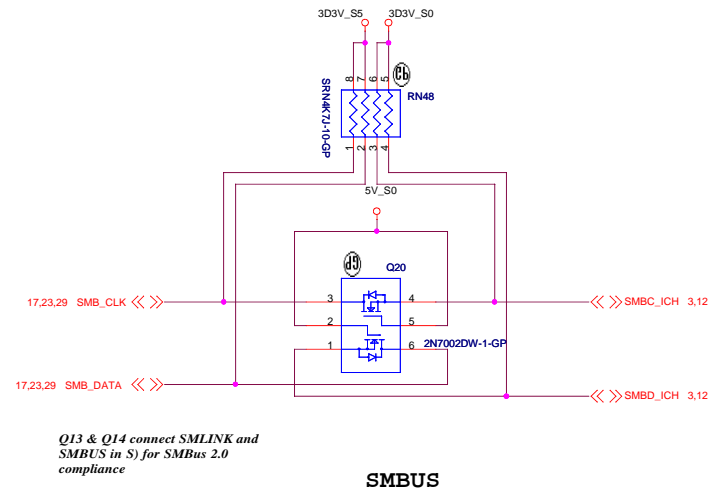 3D3V_S5 3D3V_S0
8 7 6 5
SRN4K7J-10-GP
RN48
1 2 3 4
5V_S0
Q20
3 4
17,23,29 SMB_CLK
SMBC_ICH 3,12
2 5
1 6
2N7002DW-1-GP
17,23,29 SMB_DATA
SMBD_ICH 3,12
Q13 & Q14 connect SMLINK and
SMBUS in S) for SMBus 2.0
compliance
SMBUS